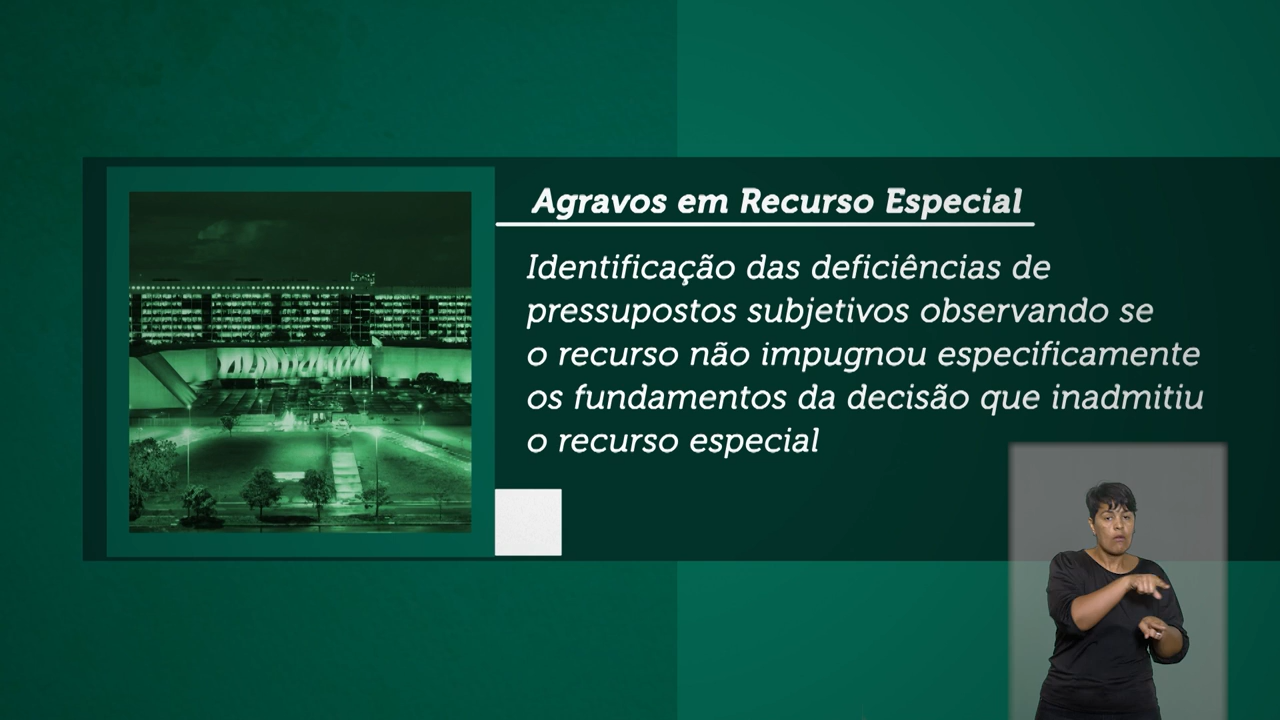 Agravos em Recurso Especial
Identificação das deficiências de
pressupostos subjetivos observando se
o recurso não impugnou especificamente
os fundamentos da decisão que inadmitiu
o recurso especial